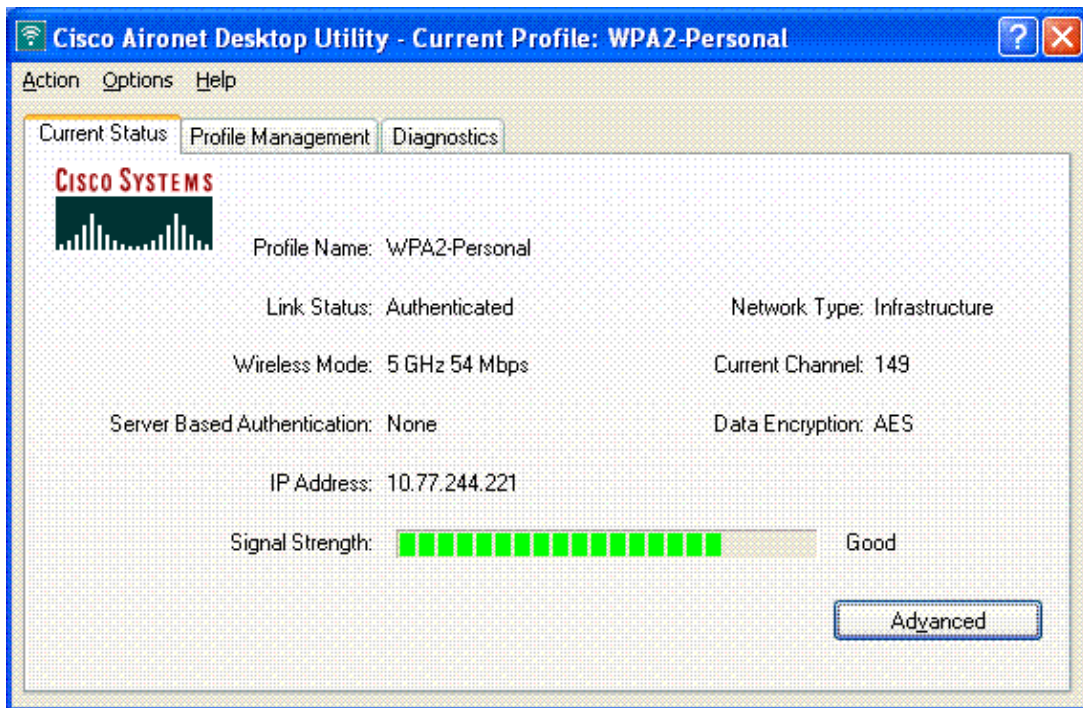 Cisco Aironet Desktop Utility - Current Profile: WPA2-Personal
?
X
Action Options Help
Current Status Profile Management Diagnostics
CISCO SYSTEMS
Profile Name: WPA2-Personal
Link Status: Authenticated Network Type: Infrastructure
Wireless Mode: 5 GHz 54 Mbps Current Channel: 149
Server Based Authentication: None Data Encryption: AES
IP Address: 10.77.244.221
Signal Strength: Good
Advanced